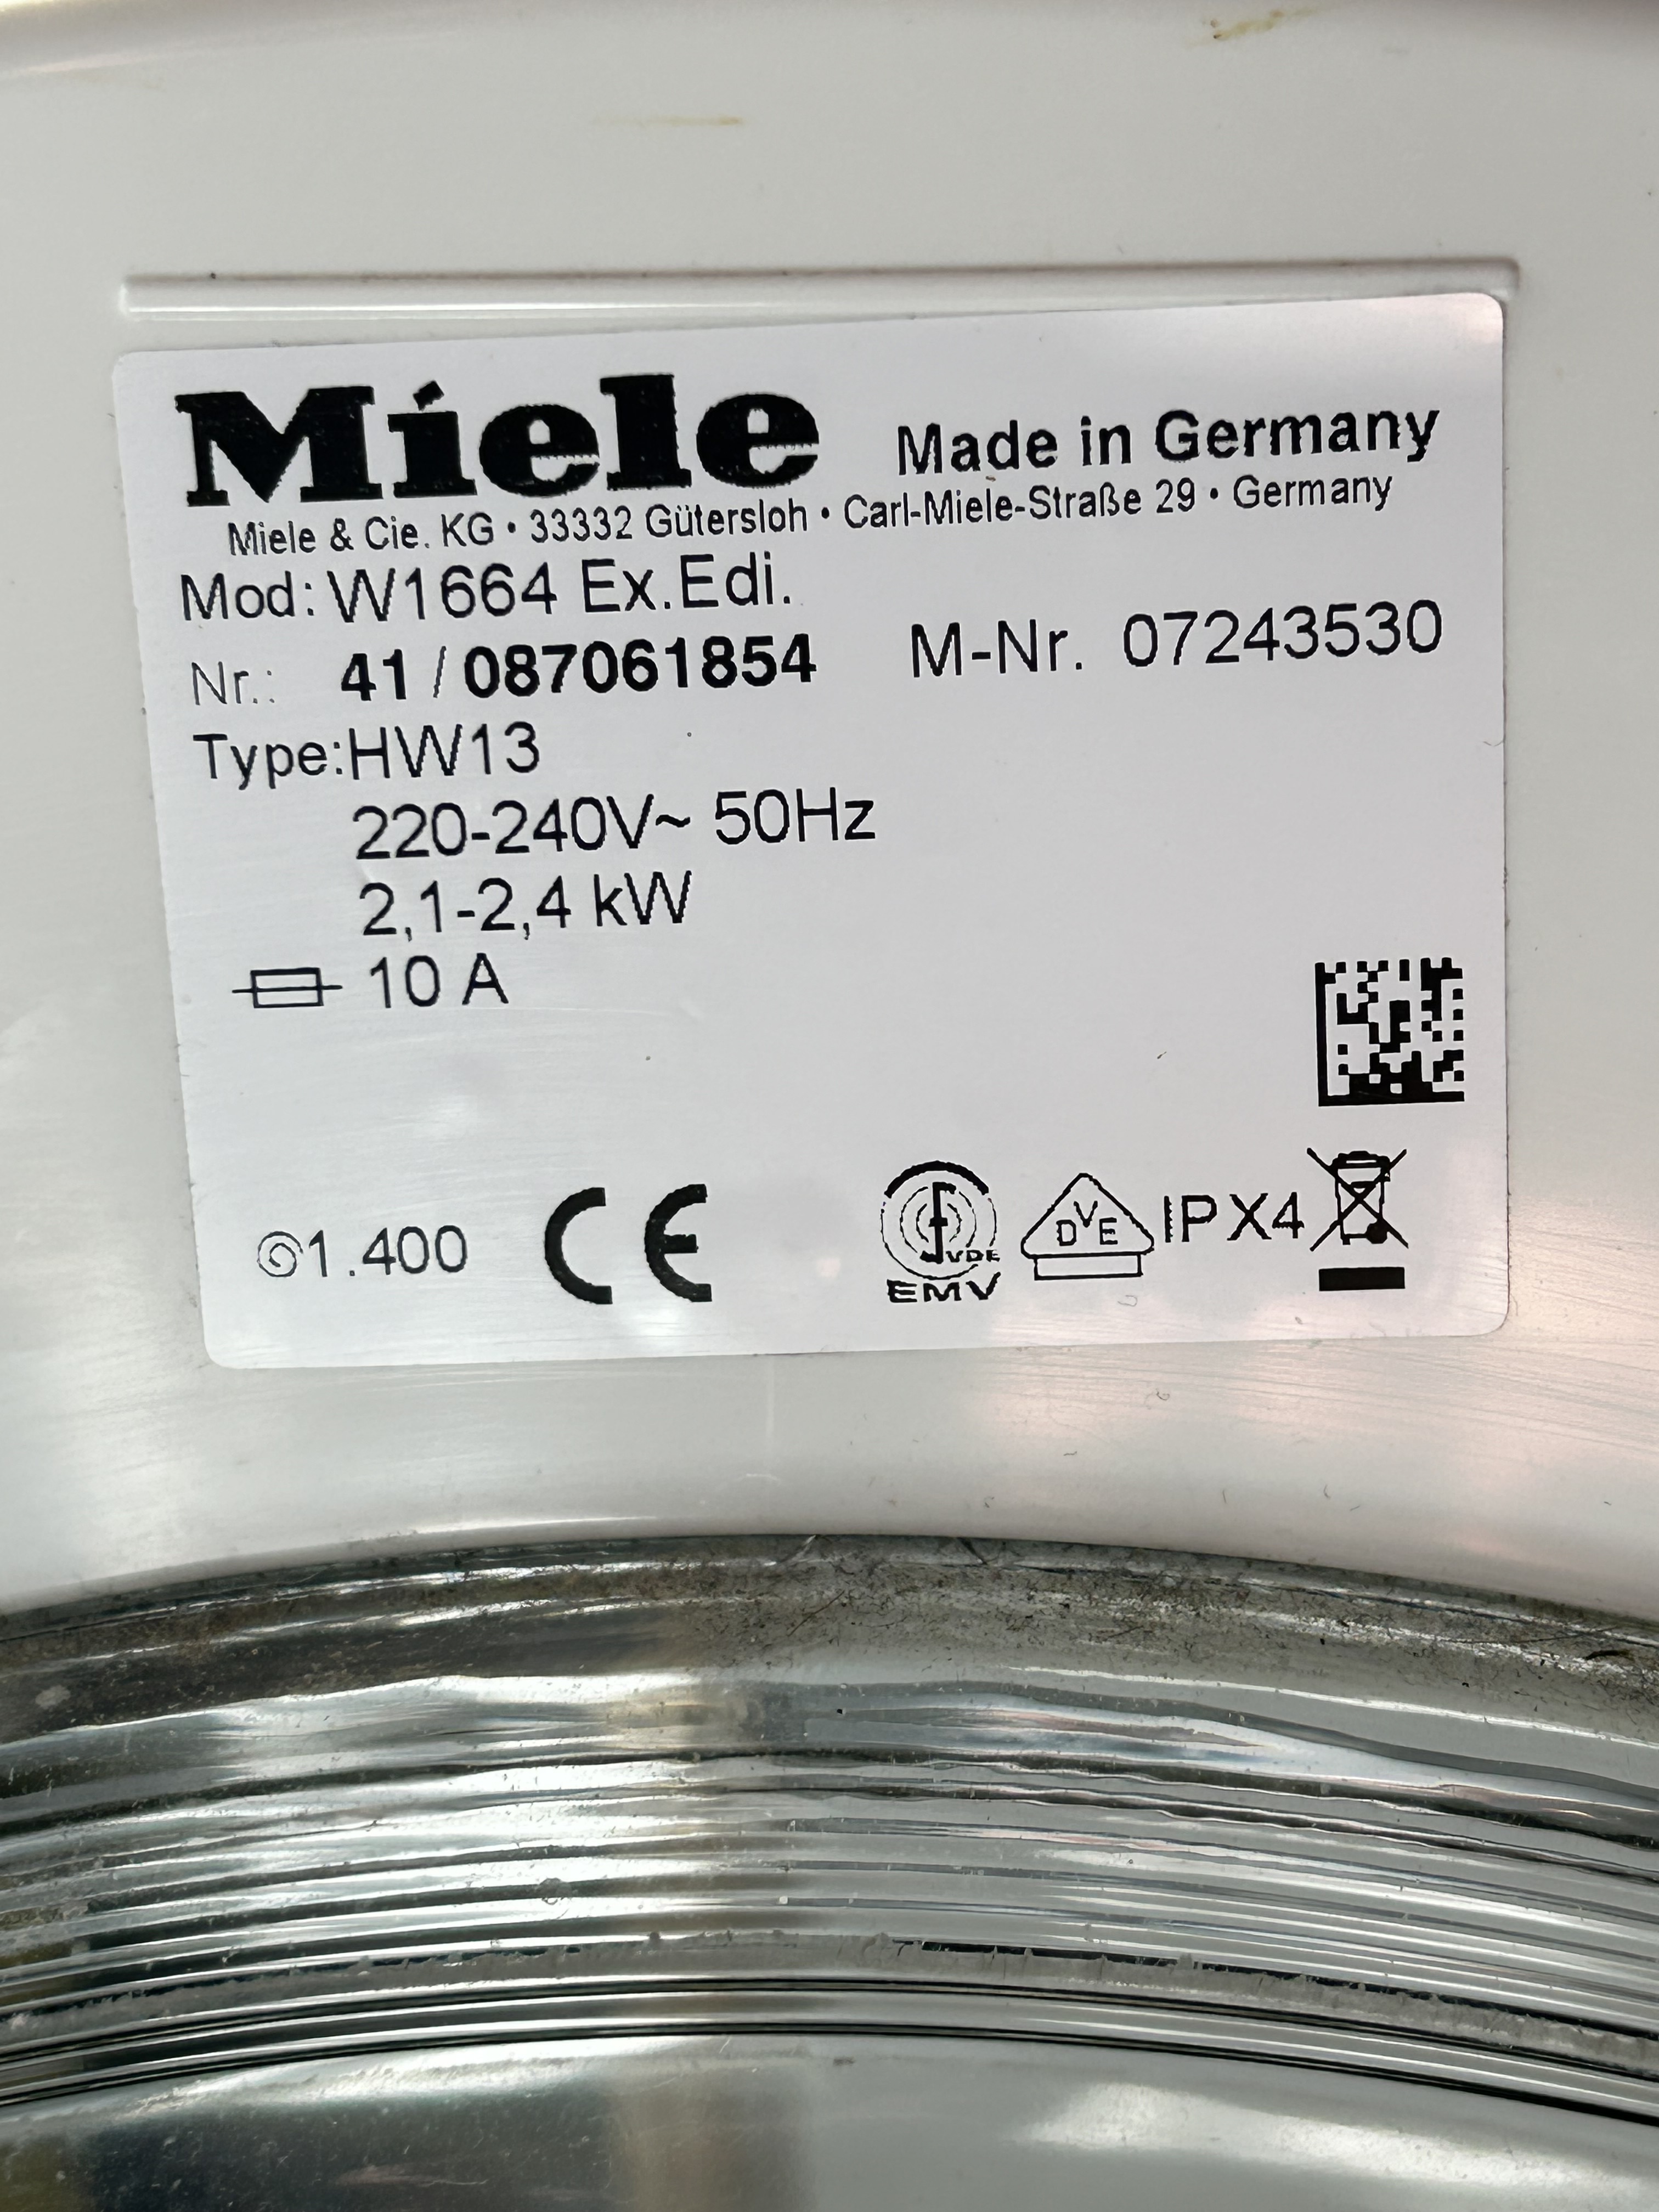 Miele Made in Germany
Miele & Cie. KG • 33332 Gütersloh • Carl-Miele-Straße 29 • Germany
Mod: W1664 Ex.Edi.
Nr.: 41 / 087061854 M-Nr. 07243530
Type:HW13
220-240V~ 50Hz
2,1-2,4 kW
10 A
1.400 CE VDE EMV DVE IPX4